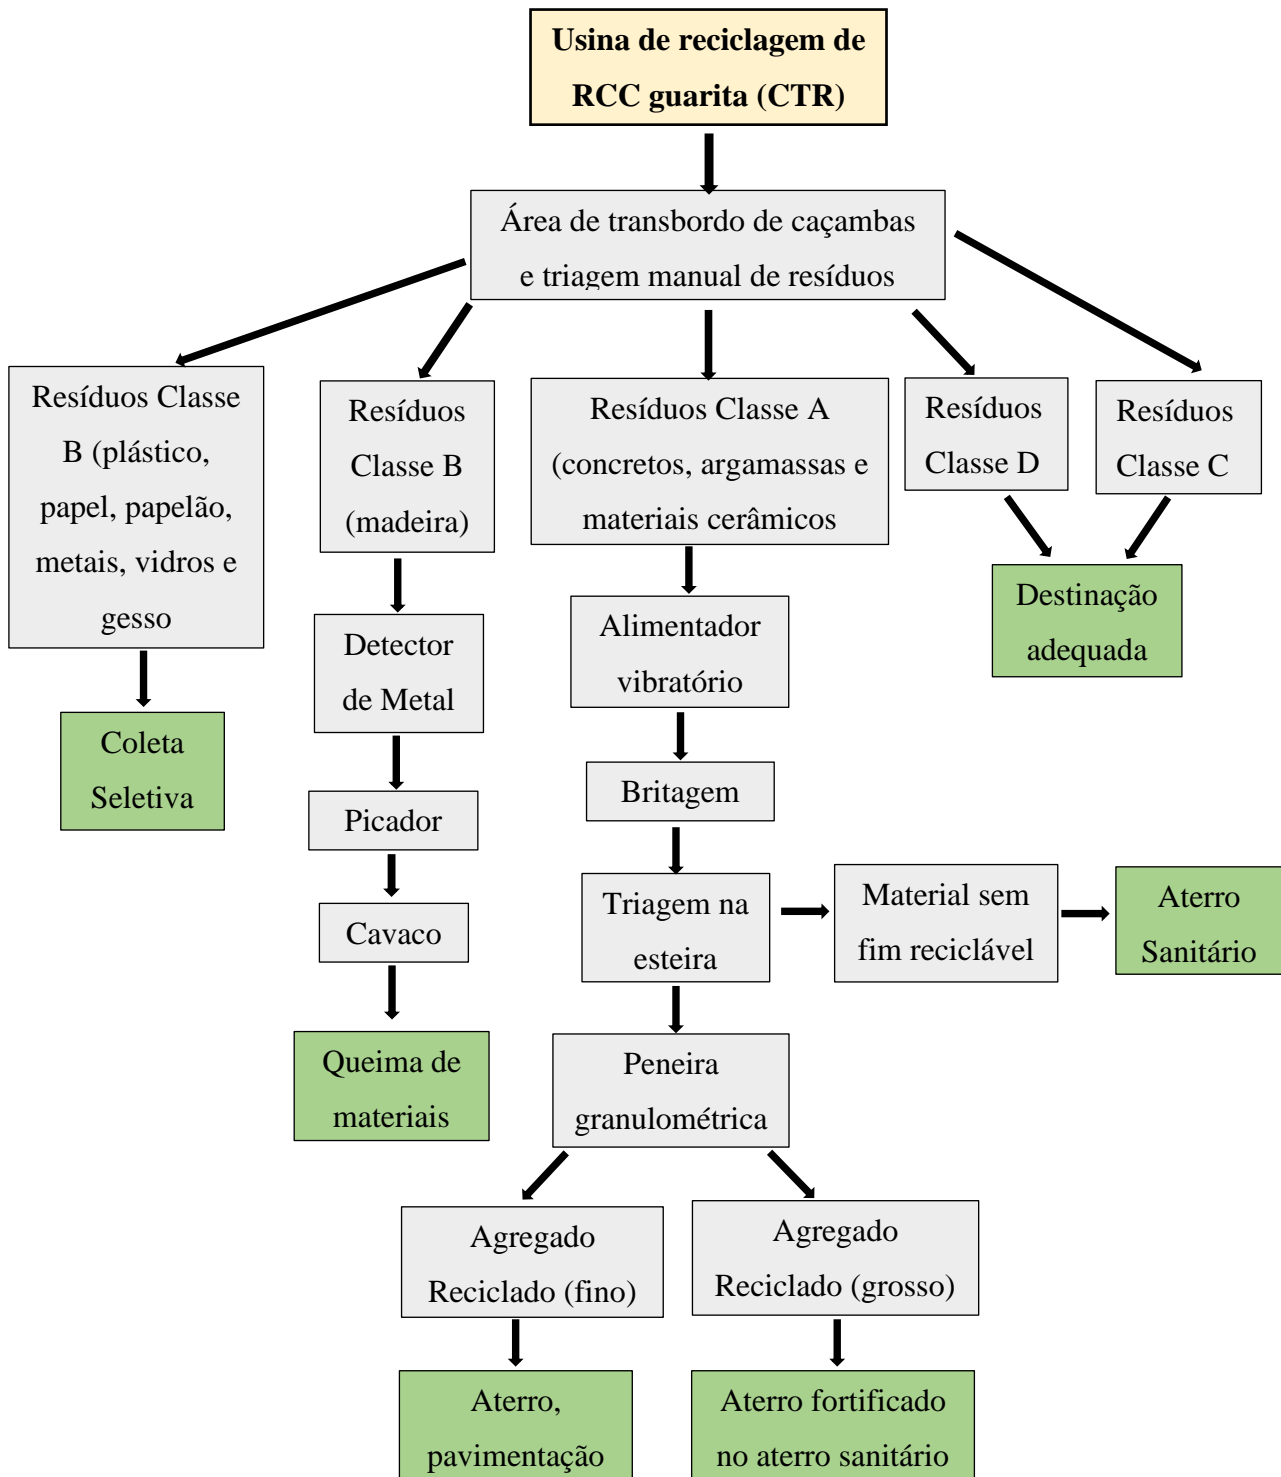 Usina de reciclagem de
RCC guarita (CTR)
Área de transbordo de caçambas
e triagem manual de resíduos
Resíduos Classe
B (plástico,
papel, papelão,
metais, vidros e
gesso
Resíduos
Classe B
(madeira)
Resíduos Classe A
(concretos, argamassas e
materiais cerâmicos
Resíduos
Classe D
Resíduos
Classe C
Coleta
Seletiva
Detector
de Metal
Alimentador
vibratório
Destinação
adequada
Picador
Britagem
Cavaco
Triagem na
esteira
Material sem
fim reciclável
Aterro
Sanitário
Queima de
materiais
Peneira
granulométrica
Agregado
Reciclado (fino)
Agregado
Reciclado (grosso)
Aterro,
pavimentação
Aterro fortificado
no aterro sanitário